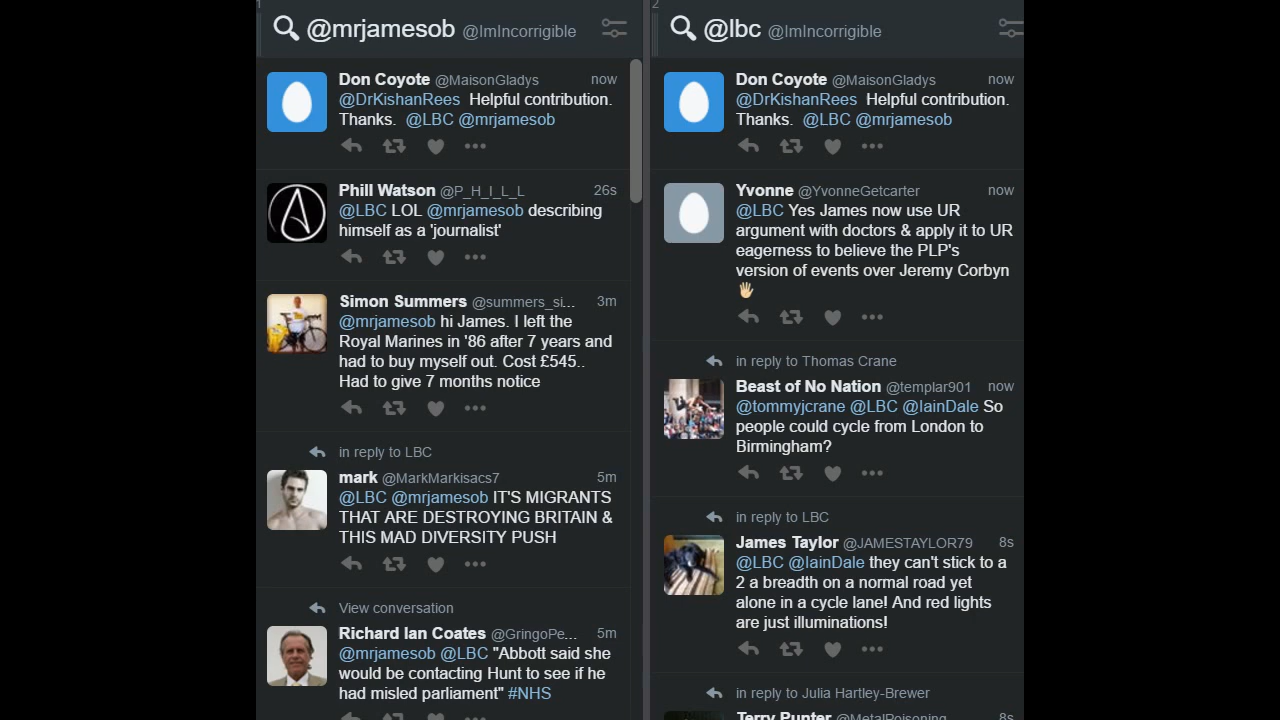 1
@mrjamesob @ImIncorrigible
Don Coyote @MaisonGladys now
@DrKishanRees Helpful contribution.
Thanks. @LBC @mrjamesob
Phill Watson @P_H_I_L_L 26s
@LBC LOL @mrjamesob describing
himself as a 'journalist'
Simon Summers @summers_si... 3m
@mrjamesob hi James. I left the
Royal Marines in '86 after 7 years and
had to buy myself out. Cost £545..
Had to give 7 months notice
in reply to LBC
mark @MarkMarkisacs7 5m
@LBC @mrjamesob IT'S MIGRANTS
THAT ARE DESTROYING BRITAIN &
THIS MAD DIVERSITY PUSH
View conversation
Richard Ian Coates @GringoPe... 5m
@mrjamesob @LBC "Abbott said she
would be contacting Hunt to see if he
had misled parliament" #NHS
2
@lbc @ImIncorrigible
Don Coyote @MaisonGladys now
@DrKishanRees Helpful contribution.
Thanks. @LBC @mrjamesob
Yvonne @YvonneGetcarter now
@LBC Yes James now use UR
argument with doctors & apply it to UR
eagerness to believe the PLP's
version of events over Jeremy Corbyn
🖐🏻
in reply to Thomas Crane
Beast of No Nation @templar901 now
@tommyjcrane @LBC @IainDale So
people could cycle from London to
Birmingham?
in reply to LBC
James Taylor @JAMESTAYLOR79 8s
@LBC @IainDale they can't stick to a
2 a breadth on a normal road yet
alone in a cycle lane! And red lights
are just illuminations!
in reply to Julia Hartley-Brewer
Terry Punter @MetalPoisoning 8s